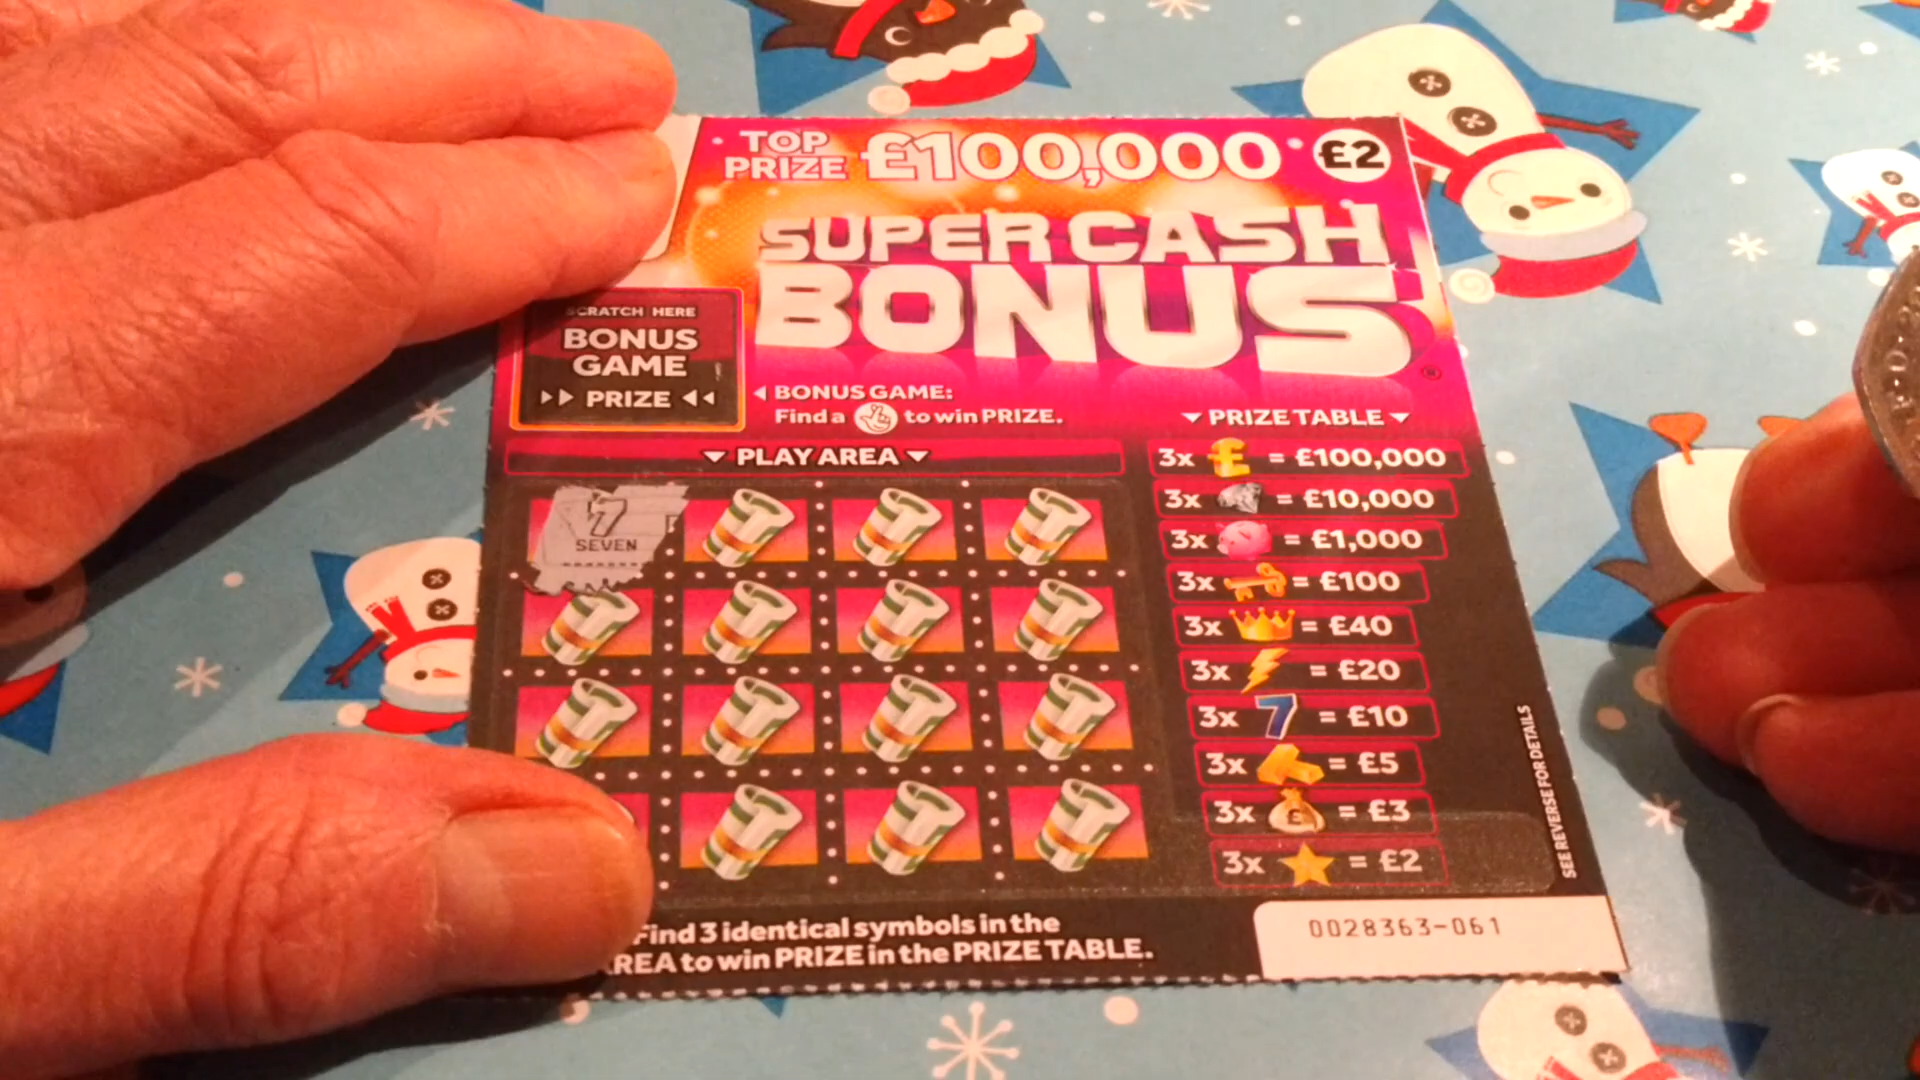 TOP
PRIZE £100,000
£2
SUPER CASH
BONUS
SCRATCH HERE
BONUS
GAME
PRIZE
BONUS GAME:
Find a to win PRIZE.
PRIZE TABLE
PLAY AREA
3x = £100,000
3x = £10,000
3x = £1,000
3x = £100
3x = £40
3x = £20
3x 7 = £10
3x = £5
3x = £3
3x = £2
7
SEVEN
SEE REVERSE FOR DETAILS
Find 3 identical symbols in the
AREA to win PRIZE in the PRIZE TABLE.
0028363-061